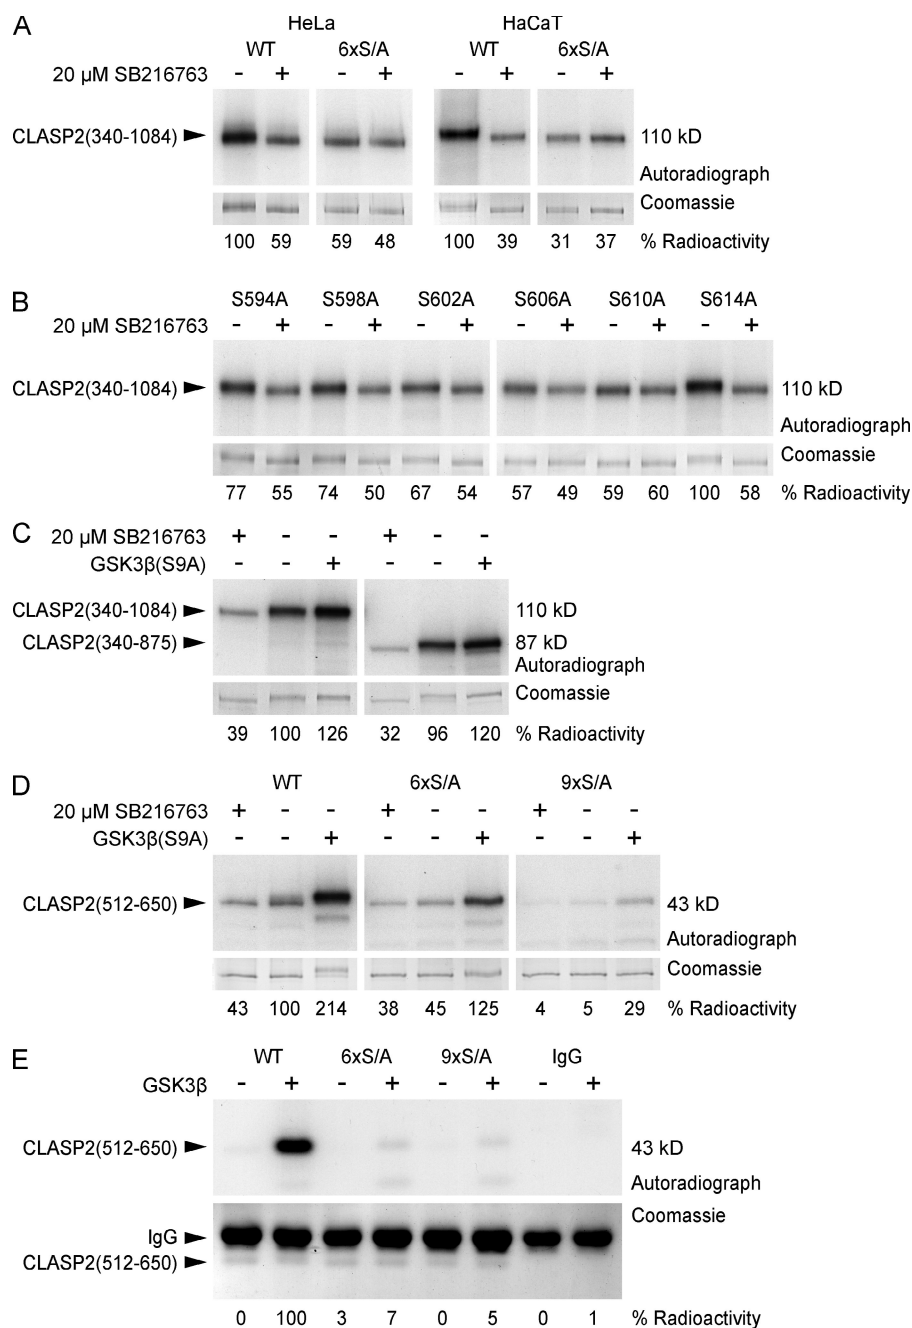 A
HeLa HaCaT
WT 6xS/A WT 6xS/A
20 µM SB216763 - + - + - + - +
CLASP2(340-1084) 110 kD
Autoradiograph
Coomassie
100 59 59 48 100 39 31 37 % Radioactivity
B
S594A S598A S602A S606A S610A S614A
20 µM SB216763 - + - + - + - + - + - +
CLASP2(340-1084) 110 kD
Autoradiograph
Coomassie
77 55 74 50 67 54 57 49 59 60 100 58 % Radioactivity
C
20 µM SB216763 + - - + - -
GSK3β(S9A) - - + - - +
CLASP2(340-1084) 110 kD
CLASP2(340-875) 87 kD
Autoradiograph
Coomassie
39 100 126 32 96 120 % Radioactivity
D
WT 6xS/A 9xS/A
20 µM SB216763 + - - + - - + - -
GSK3β(S9A) - - + - - + - - +
CLASP2(512-650) 43 kD
Autoradiograph
Coomassie
43 100 214 38 45 125 4 5 29 % Radioactivity
E
WT 6xS/A 9xS/A IgG
GSK3β - + - + - + - +
CLASP2(512-650) 43 kD
Autoradiograph
Coomassie
IgG
CLASP2(512-650)
0 100 3 7 0 5 0 1 % Radioactivity